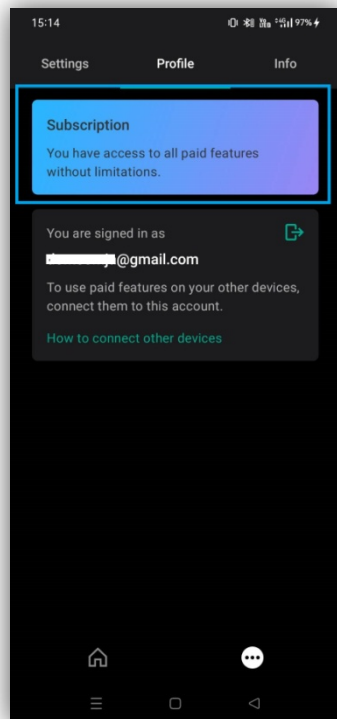 15:14
97%
Settings Profile Info
Subscription
You have access to all paid features
without limitations.
You are signed in as
@gmail.com
To use paid features on your other devices,
connect them to this account.
How to connect other devices